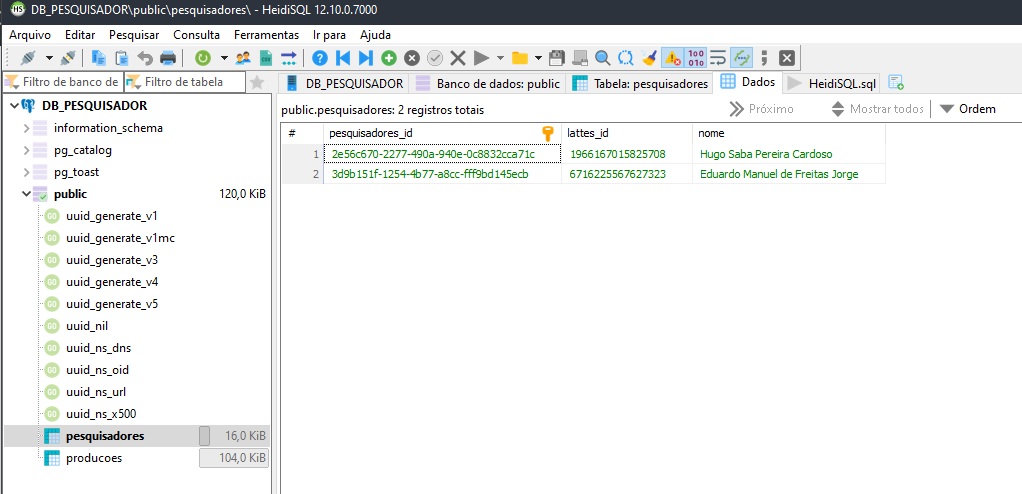 DB_PESQUISADOR\public\pesquisadores\ - HeidiSQL 12.10.0.7000
Arquivo Editar Pesquisar Consulta Ferramentas Ir para Ajuda
Filtro de banco de Filtro de tabela
DB_PESQUISADOR Banco de dados: public Tabela: pesquisadores Dados HeidiSQL.sql
DB_PESQUISADOR
information_schema
pg_catalog
pg_toast
public 120,0 KiB
uuid_generate_v1
uuid_generate_v1mc
uuid_generate_v3
uuid_generate_v4
uuid_generate_v5
uuid_nil
uuid_ns_dns
uuid_ns_oid
uuid_ns_url
uuid_ns_x500
pesquisadores 16,0 KiB
producoes 104,0 KiB
public.pesquisadores: 2 registros totais Próximo Mostrar todos Ordem
# pesquisadores_id lattes_id nome
1 2e56c670-2277-490a-940e-0c8832cca71c 1966167015825708 Hugo Saba Pereira Cardoso
2 3d9b151f-1254-4b77-a8cc-fff9bd145ecb 6716225567627323 Eduardo Manuel de Freitas Jorge